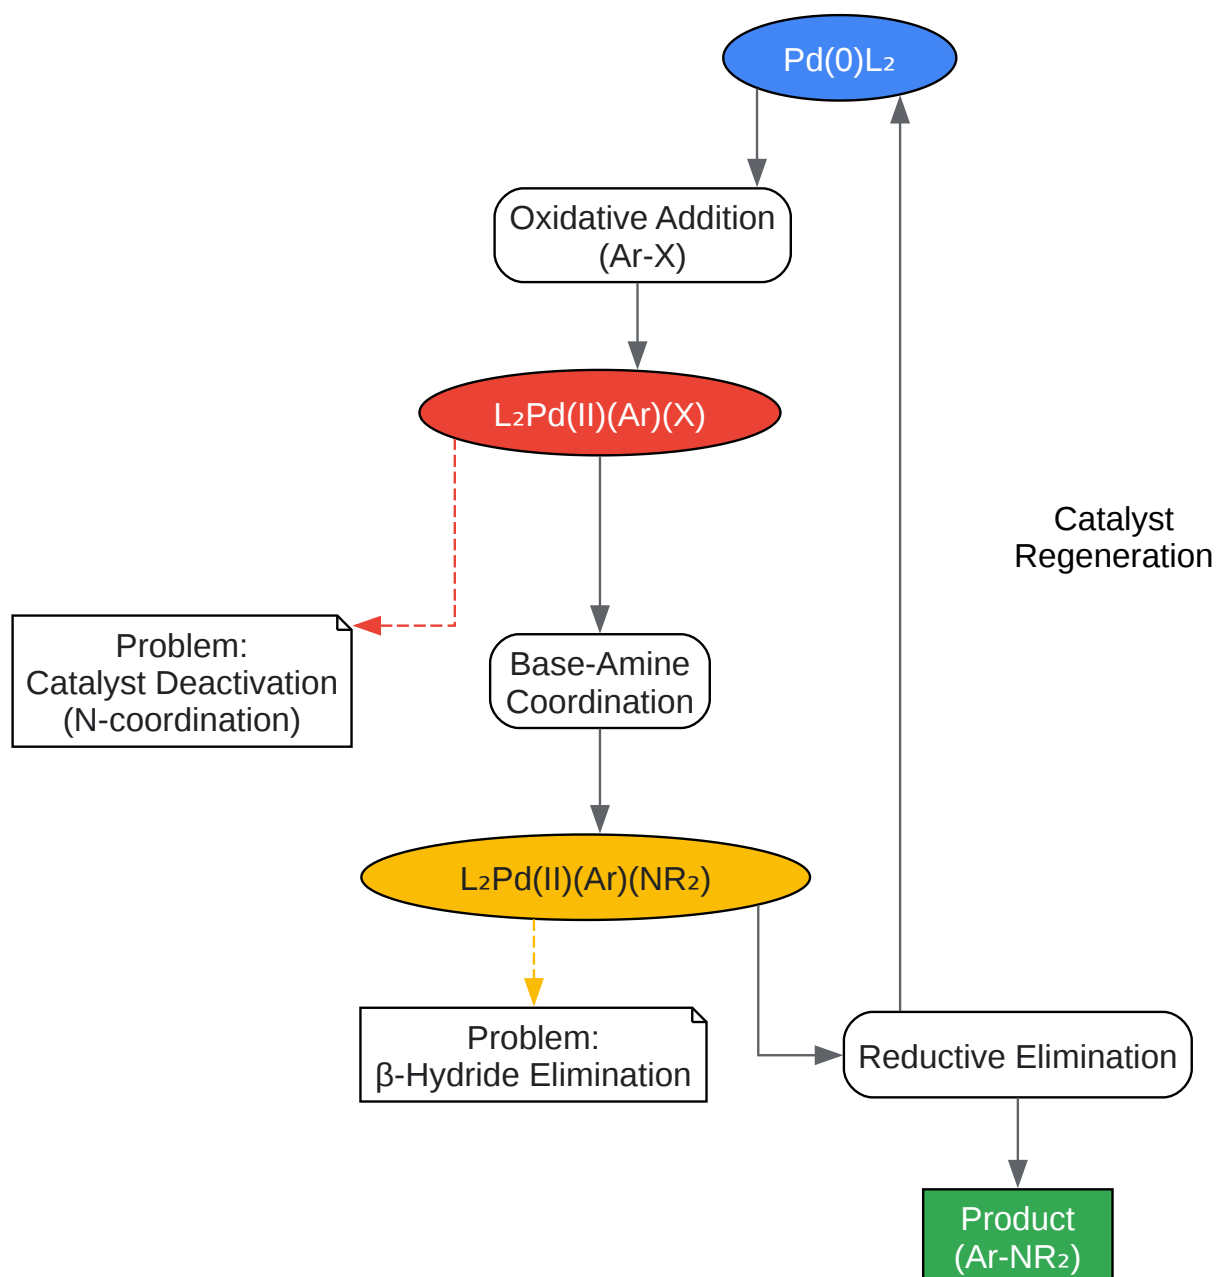 Pd(0)L₂
Oxidative Addition
(Ar-X)
L₂Pd(II)(Ar)(X)
Catalyst
Regeneration
Problem:
Catalyst Deactivation
(N-coordination)
Base-Amine
Coordination
L₂Pd(II)(Ar)(NR₂)
Problem:
β-Hydride Elimination
Reductive Elimination
Product
(Ar-NR₂)